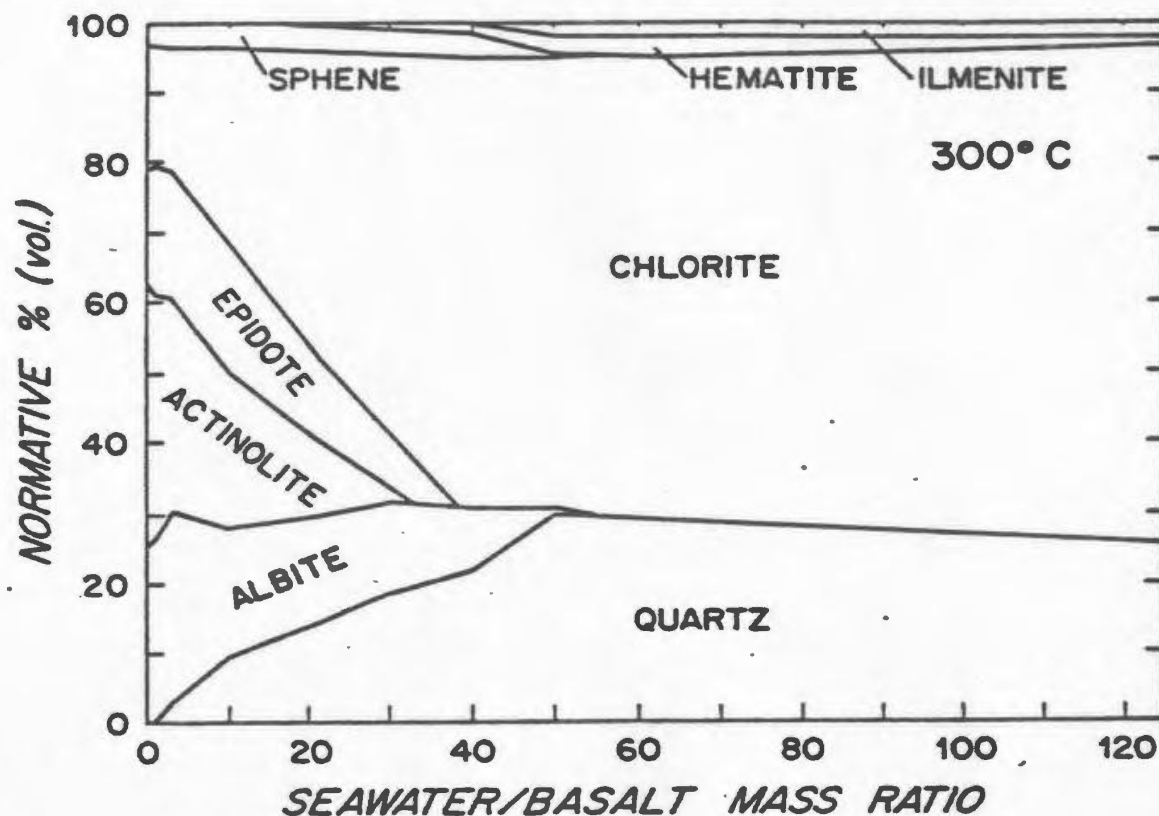 100
SPHENE
HEMATITE
ILMENITE
300° C
80
CHLORITE
EPIDOTE
60
ACTINOLITE
40
ALBITE
20
QUARTZ
0
0 20 40 60 80 100 120
NORMATIVE % (vol.)
SEAWATER/BASALT MASS RATIO